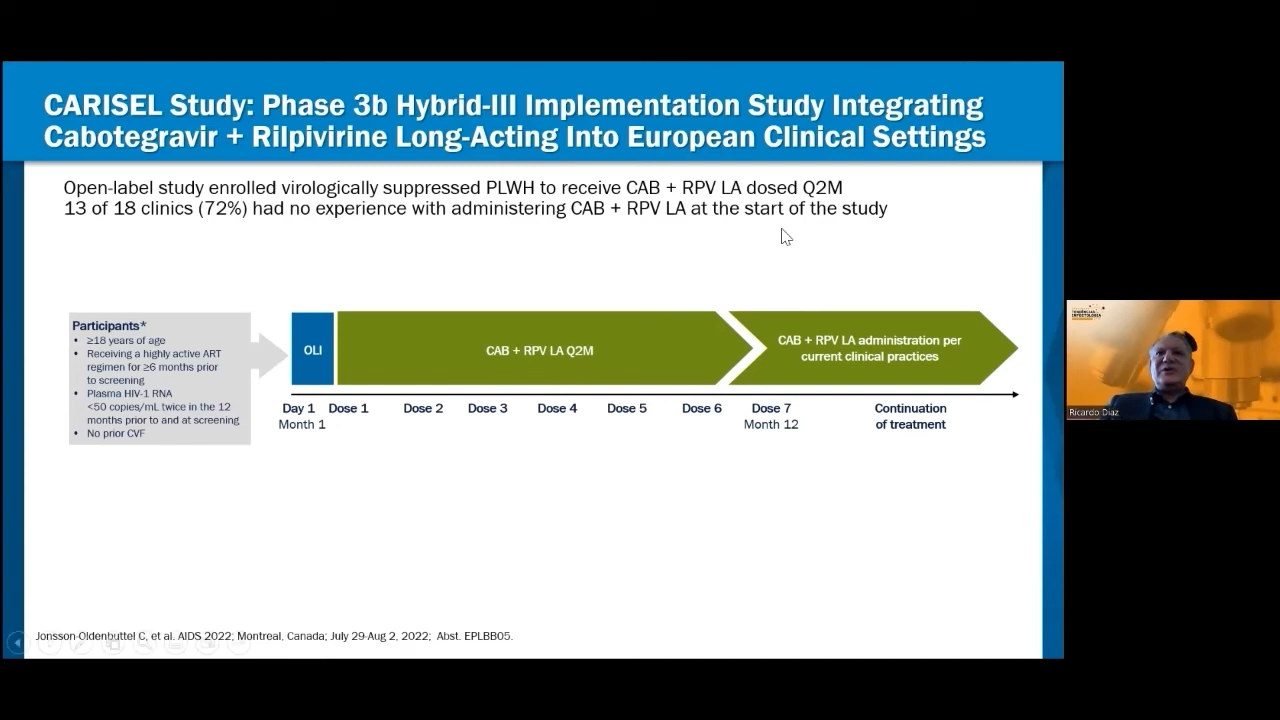 CARISEL Study: Phase 3b Hybrid-III Implementation Study Integrating
Cabotegravir + Rilpivirine Long-Acting Into European Clinical Settings
Open-label study enrolled virologically suppressed PLWH to receive CAB + RPV LA dosed Q2M
13 of 18 clinics (72%) had no experience with administering CAB + RPV LA at the start of the study
Participants*
• ≥18 years of age
• Receiving a highly active ART
regimen for ≥6 months prior
to screening
• Plasma HIV-1 RNA
<50 copies/mL twice in the 12
months prior to and at screening
• No prior CVF
OLI
CAB + RPV LA Q2M
CAB + RPV LA administration per
current clinical practices
Day 1 Dose 1 Dose 2 Dose 3 Dose 4 Dose 5 Dose 6 Dose 7 Continuation
Month 1 Month 12 of treatment
Jonsson-Oldenbuttel C, et al. AIDS 2022; Montreal, Canada; July 29-Aug 2, 2022; Abst. EPLBB05.
INFECTOLOGIA
Ricardo Diaz